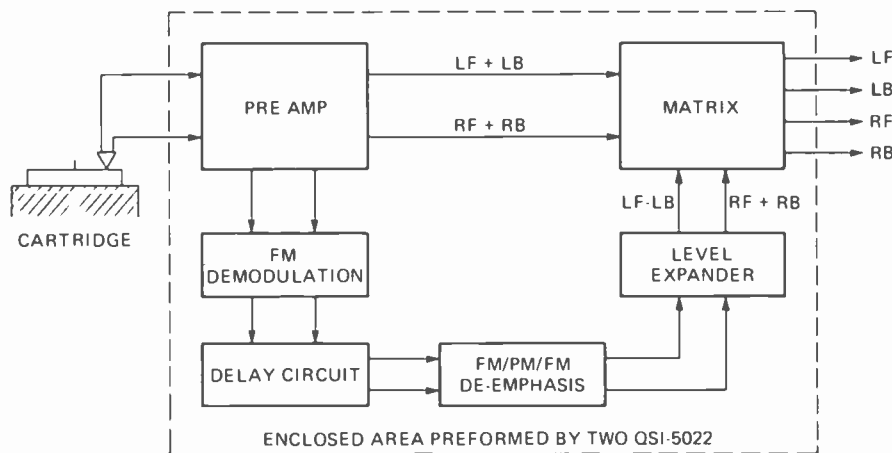 LF + LB
LF
PRE AMP
MATRIX
LB
RF + RB
RF
RB
LF-LB
RF + RB
CARTRIDGE
FM
DEMODULATION
LEVEL
EXPANDER
DELAY CIRCUIT
FM/PM/FM
DE-EMPHASIS
ENCLOSED AREA PREFORMED BY TWO QSI-5022